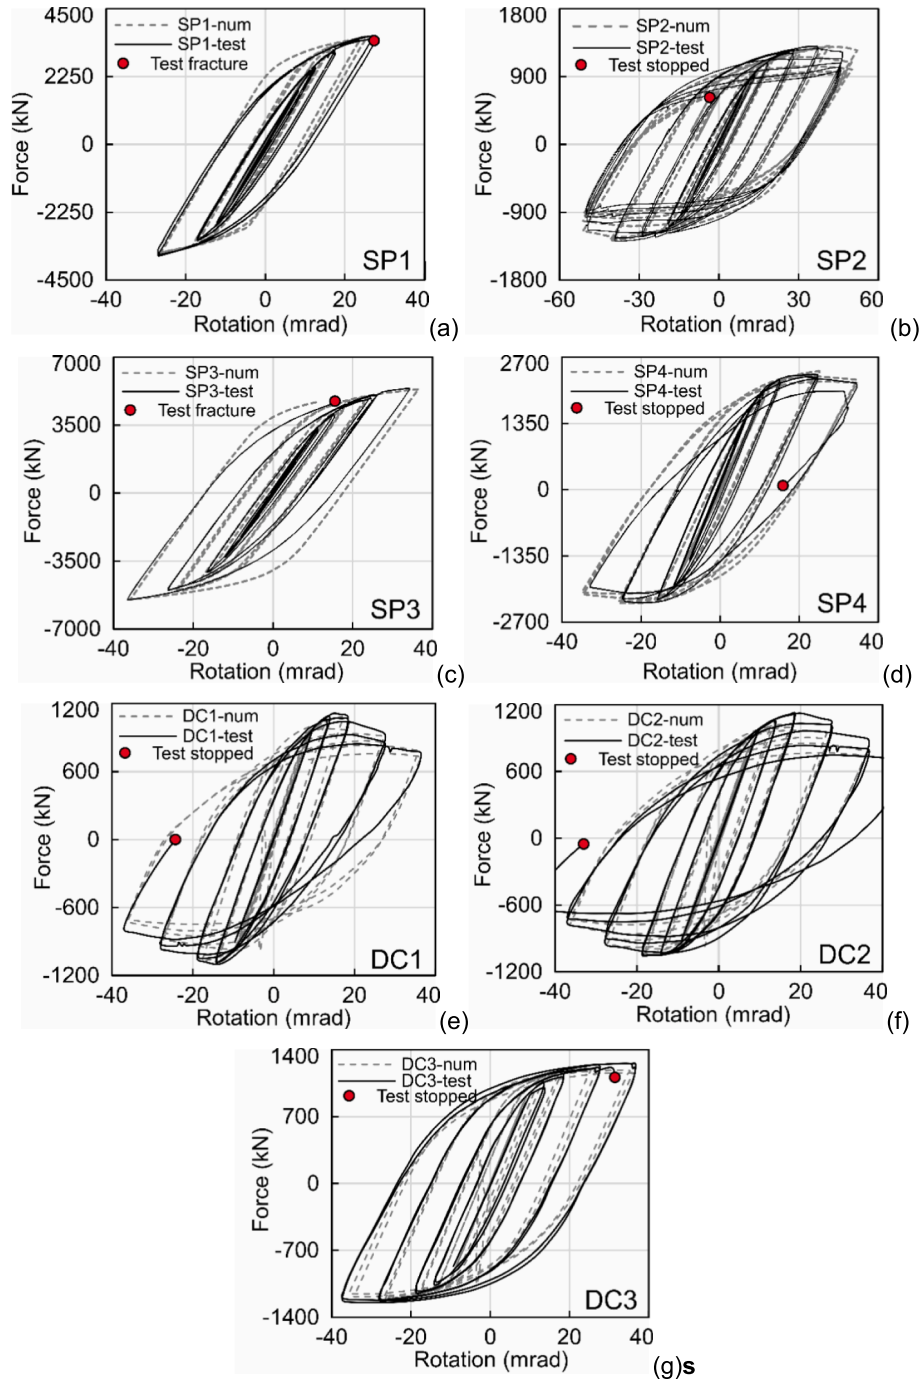 4500
SP1-num
SP1-test
Test fracture
2250
0
-2250
-4500
Force (kN)
SP1
-40 -20 0 20 40
Rotation (mrad)
(a)
1800
SP2-num
SP2-test
Test stopped
900
0
-900
-1800
Force (kN)
SP2
-60 -30 0 30 60
Rotation (mrad)
(b)
7000
SP3-num
SP3-test
Test fracture
3500
0
-3500
-7000
Force (kN)
SP3
-40 -20 0 20 40
Rotation (mrad)
(c)
2700
SP4-num
SP4-test
Test stopped
1350
0
-1350
-2700
Force (kN)
SP4
-40 -20 0 20 40
Rotation (mrad)
(d)
1200
DC1-num
DC1-test
Test stopped
600
0
-600
-1200
Force (kN)
DC1
-40 -20 0 20 40
Rotation (mrad)
(e)
1200
DC2-num
DC2-test
Test stopped
600
0
-600
-1200
Force (kN)
DC2
-40 -20 0 20 40
Rotation (mrad)
(f)
1400
DC3-num
DC3-test
Test stopped
700
0
-700
-1400
Force (kN)
DC3
-40 -20 0 20 40
Rotation (mrad)
(g)s